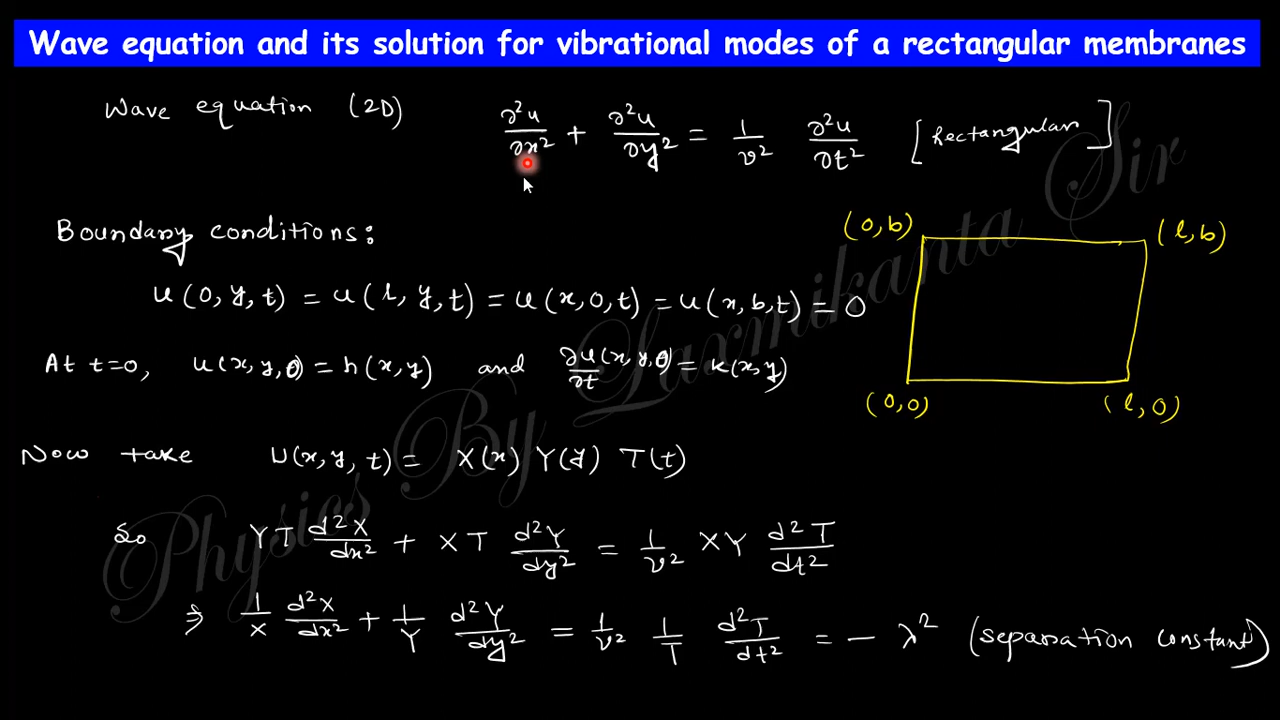 Wave equation and its solution for vibrational modes of a rectangular membranes
Wave equation (2D) ∂²u/∂x² + ∂²u/∂y² = 1/v² ∂²u/∂t² [Rectangular]
Boundary conditions:
(0,b) (l,b)
u(0,y,t) = u(l,y,t) = u(x,0,t) = u(x,b,t) = 0
At t=0, u(x,y,0) = h(x,y) and ∂u/∂t(x,y,0) = k(x,y)
(0,0) (l,0)
Now take U(x,y,t) = X(x) Y(y) T(t)
So YT d²X/dx² + XT d²Y/dy² = 1/v² XY d²T/dt²
⇒ 1/X d²X/dx² + 1/Y d²Y/dy² = 1/v² 1/T d²T/dt² = − λ² (separation constant)
Physics By Laxmikanta Sir